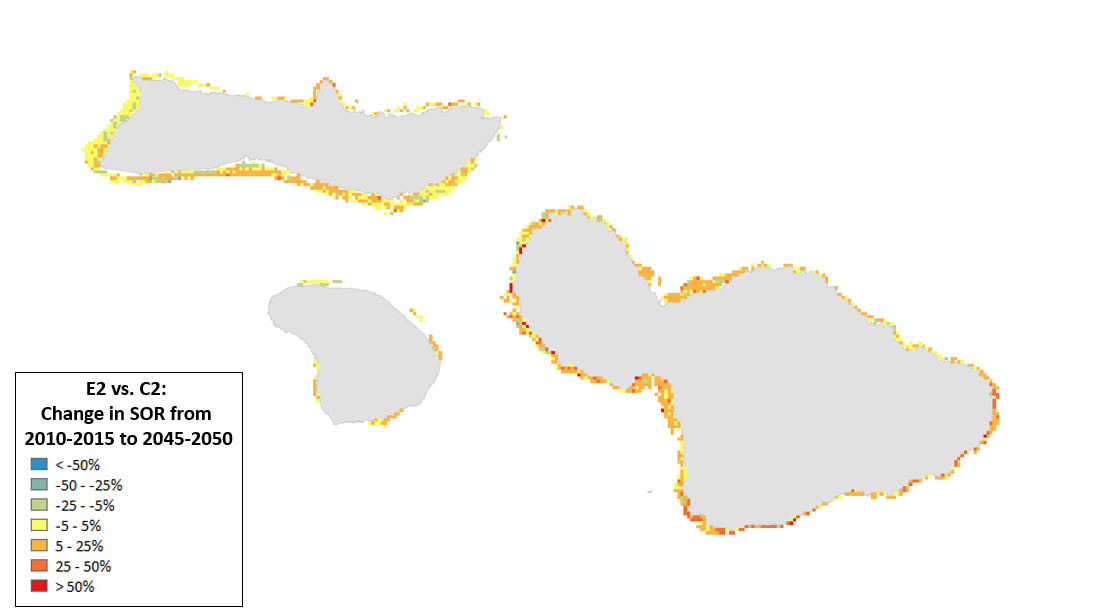 E2 vs. C2:
Change in SOR from
2010-2015 to 2045-2050
< -50%
-50 - -25%
-25 - -5%
-5 - 5%
5 - 25%
25 - 50%
> 50%